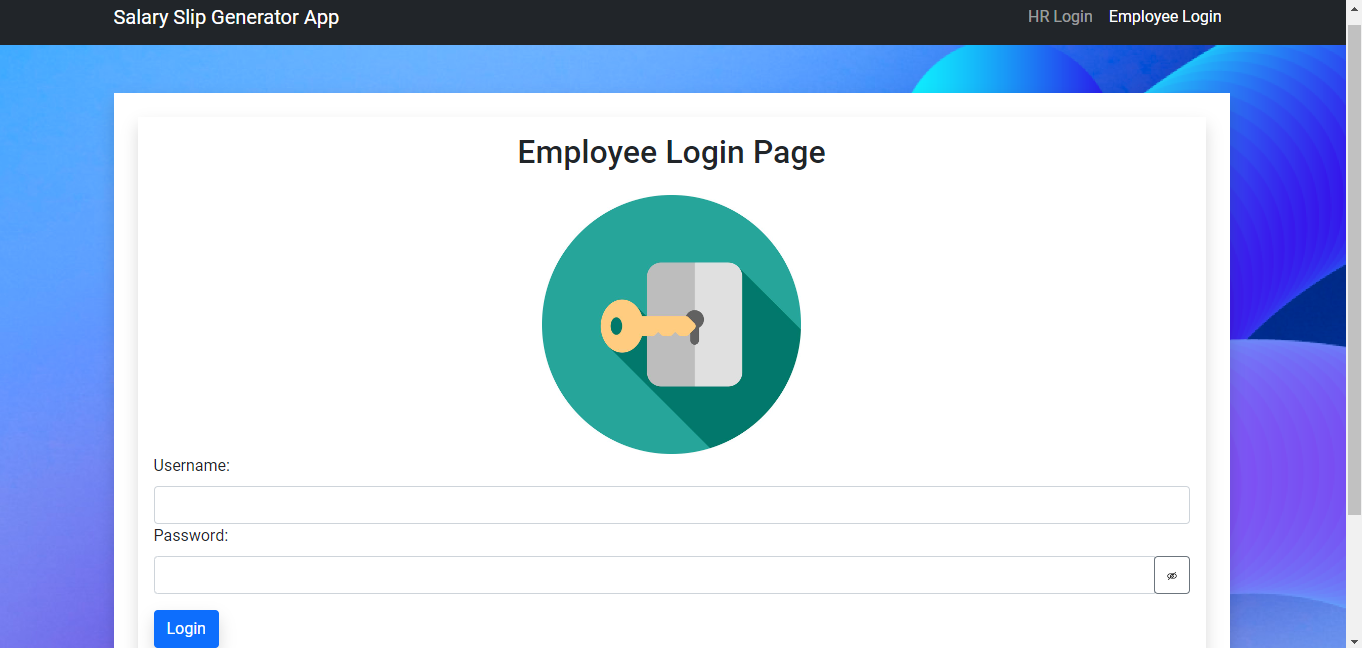 Salary Slip Generator App
HR Login
Employee Login
Employee Login Page
Username:
Password:
Login